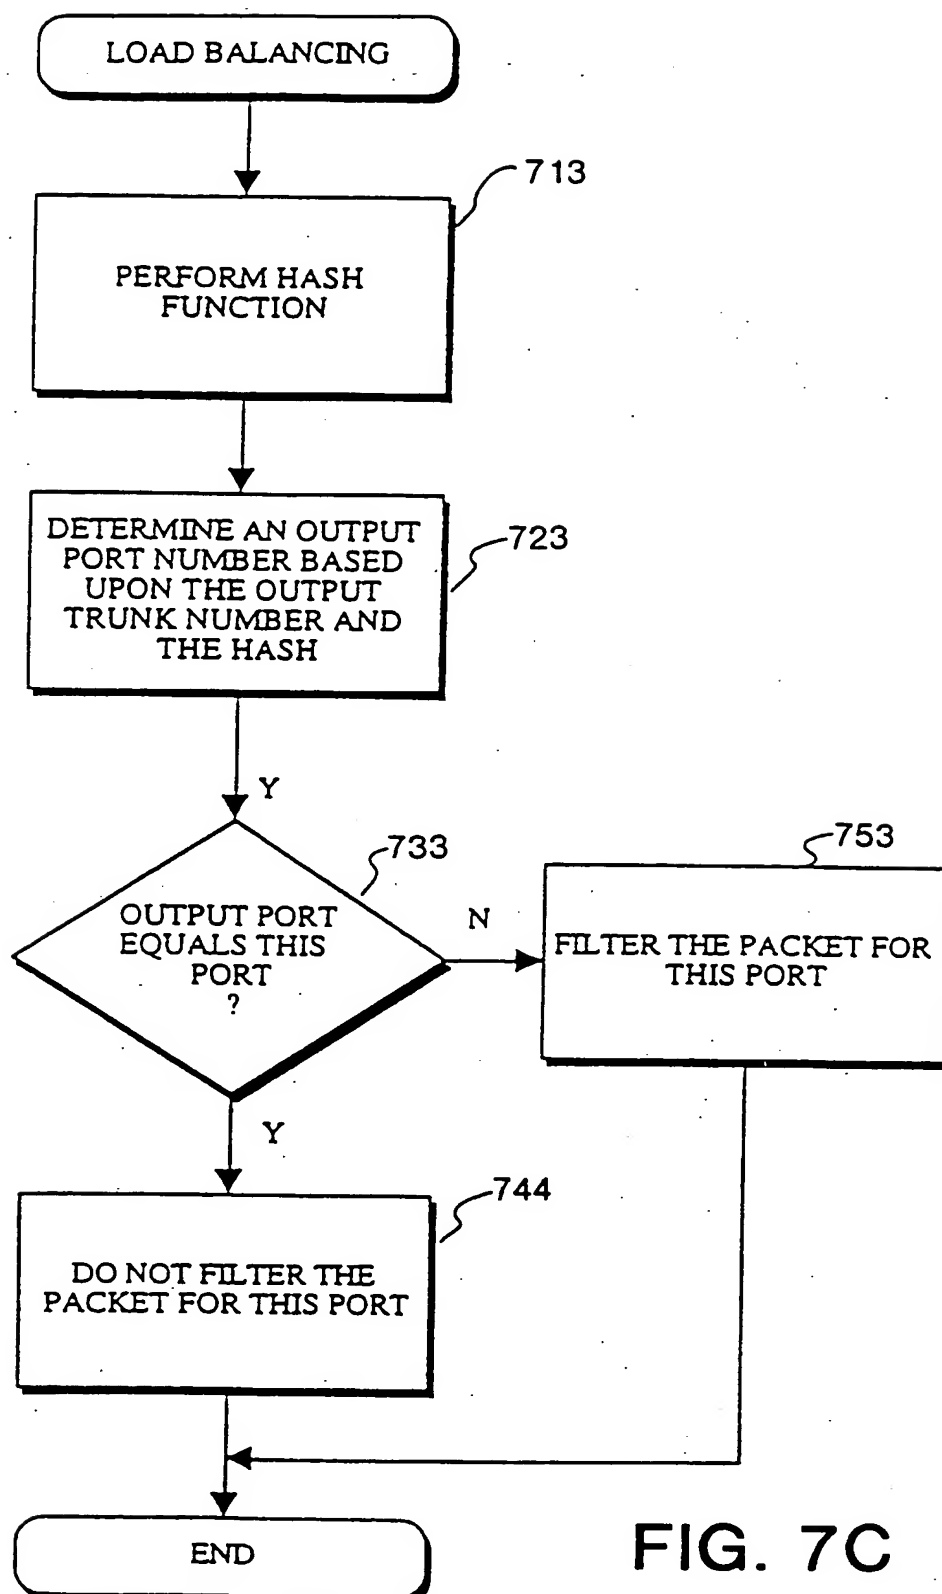 LOAD BALANCING
713
PERFORM HASH
FUNCTION
DETERMINE AN OUTPUT
PORT NUMBER BASED
UPON THE OUTPUT
TRUNK NUMBER AND
THE HASH
723
Y
733
753
OUTPUT PORT
EQUALS THIS
PORT
?
N
FILTER THE PACKET FOR
THIS PORT
Y
744
DO NOT FILTER THE
PACKET FOR THIS PORT
END
FIG. 7C